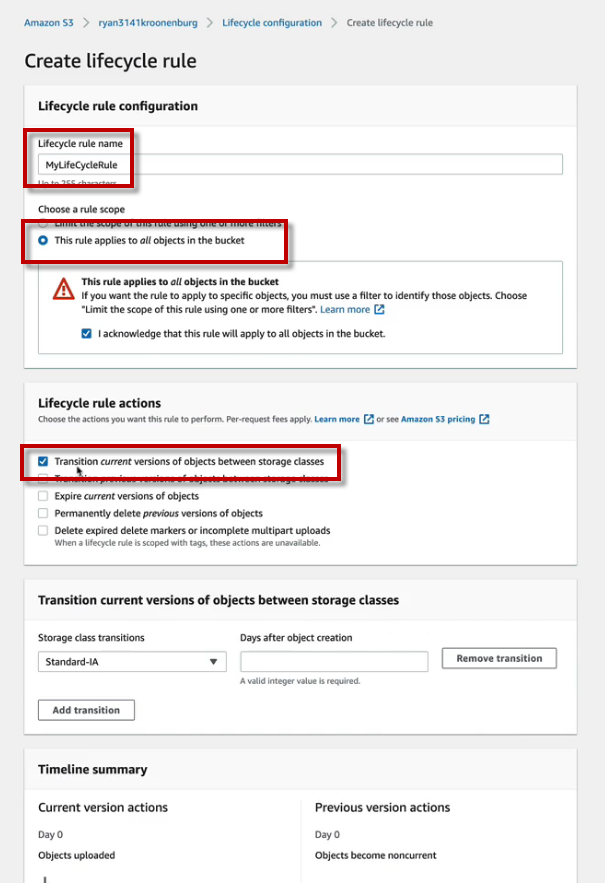 Amazon S3 > ryan3141kroonenburg > Lifecycle configuration > Create lifecycle rule
Create lifecycle rule
Lifecycle rule configuration
Lifecycle rule name
MyLifeCycleRule
Up to 255 characters
Choose a rule scope
Limit the scope of this rule using one or more filters
This rule applies to all objects in the bucket
This rule applies to all objects in the bucket
If you want the rule to apply to specific objects, you must use a filter to identify those objects. Choose
"Limit the scope of this rule using one or more filters". Learn more
I acknowledge that this rule will apply to all objects in the bucket.
Lifecycle rule actions
Choose the actions you want this rule to perform. Per-request fees apply. Learn more or see Amazon S3 pricing
Transition current versions of objects between storage classes
Transition previous versions of objects between storage classes
Expire current versions of objects
Permanently delete previous versions of objects
Delete expired delete markers or incomplete multipart uploads
When a lifecycle rule is scoped with tags, these actions are unavailable.
Transition current versions of objects between storage classes
Storage class transitions
Days after object creation
Standard-IA
Remove transition
A valid integer value is required.
Add transition
Timeline summary
Current version actions
Previous version actions
Day 0
Day 0
Objects uploaded
Objects become noncurrent